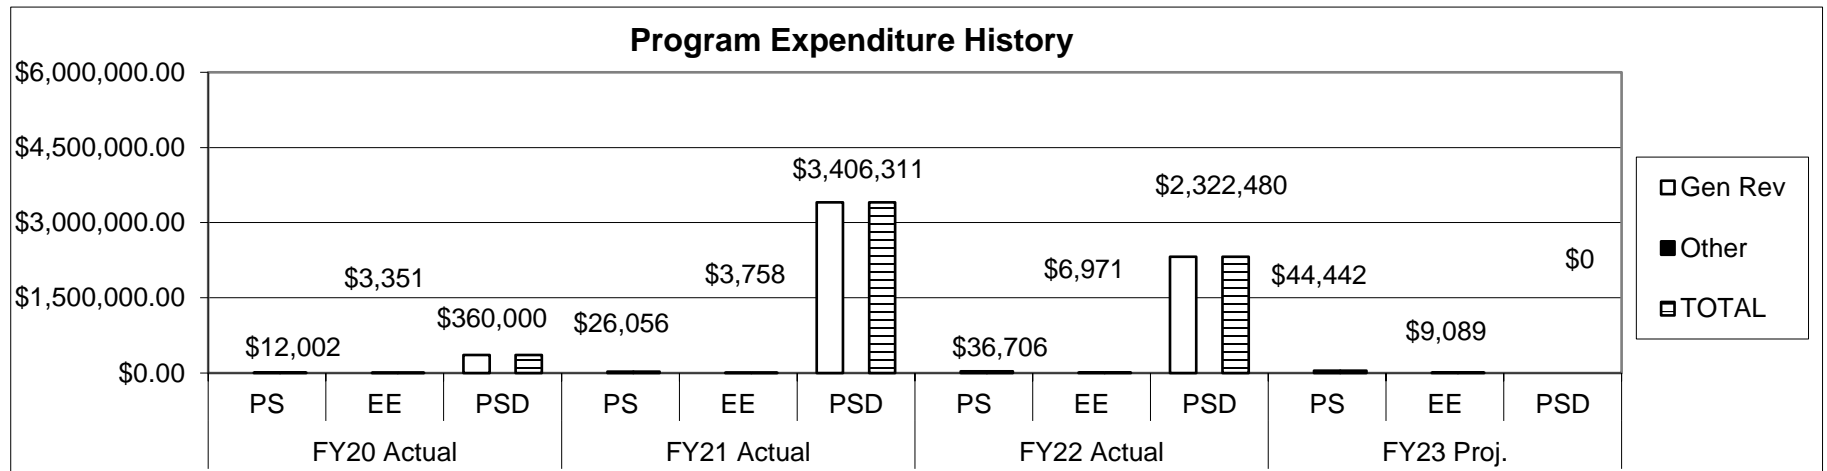 Program Expenditure History
$6,000,000.00
$4,500,000.00
$3,000,000.00
$1,500,000.00
$0.00
$12,002
$3,351
$360,000
$26,056
$3,758
$3,406,311
$36,706
$6,971
$2,322,480
$44,442
$9,089
$0
PS EE PSD PS EE PSD PS EE PSD PS EE PSD
FY20 Actual FY21 Actual FY22 Actual FY23 Proj.
Gen Rev
Other
TOTAL